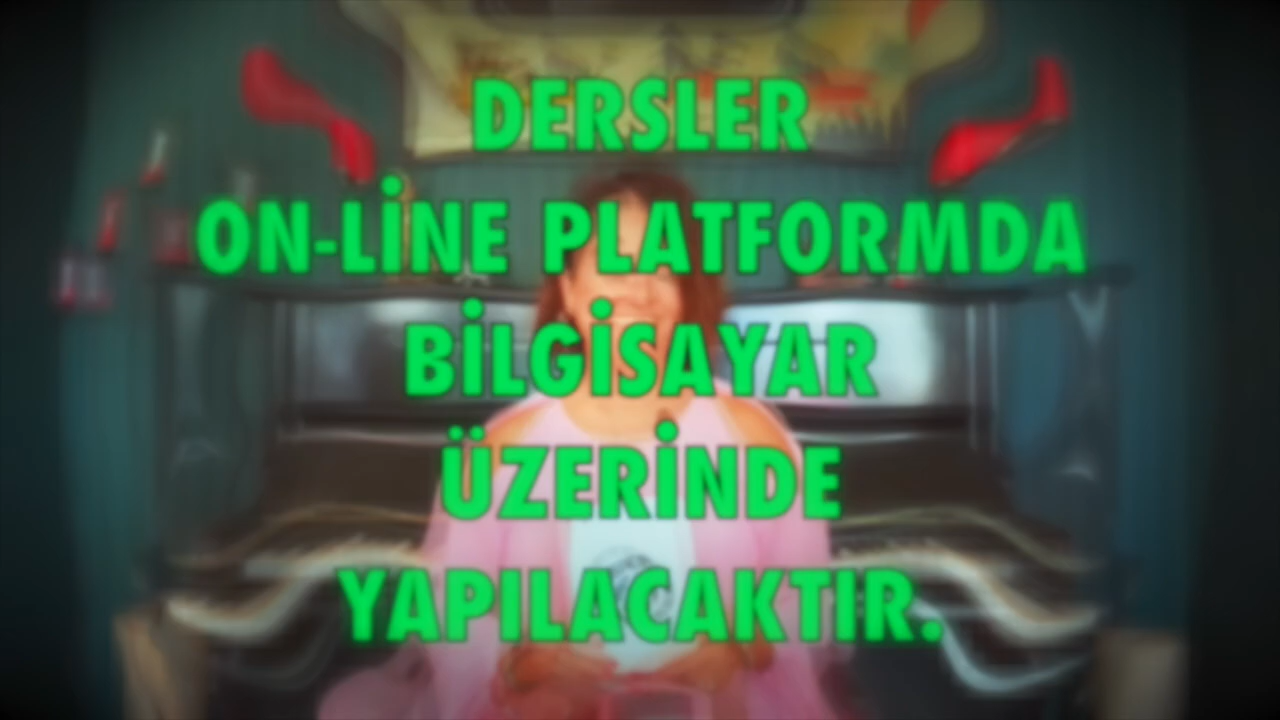 DERSLER
ON-LİNE PLATFORMDA
BİLGİSAYAR
ÜZERİNDE
YAPILACAKTIR.